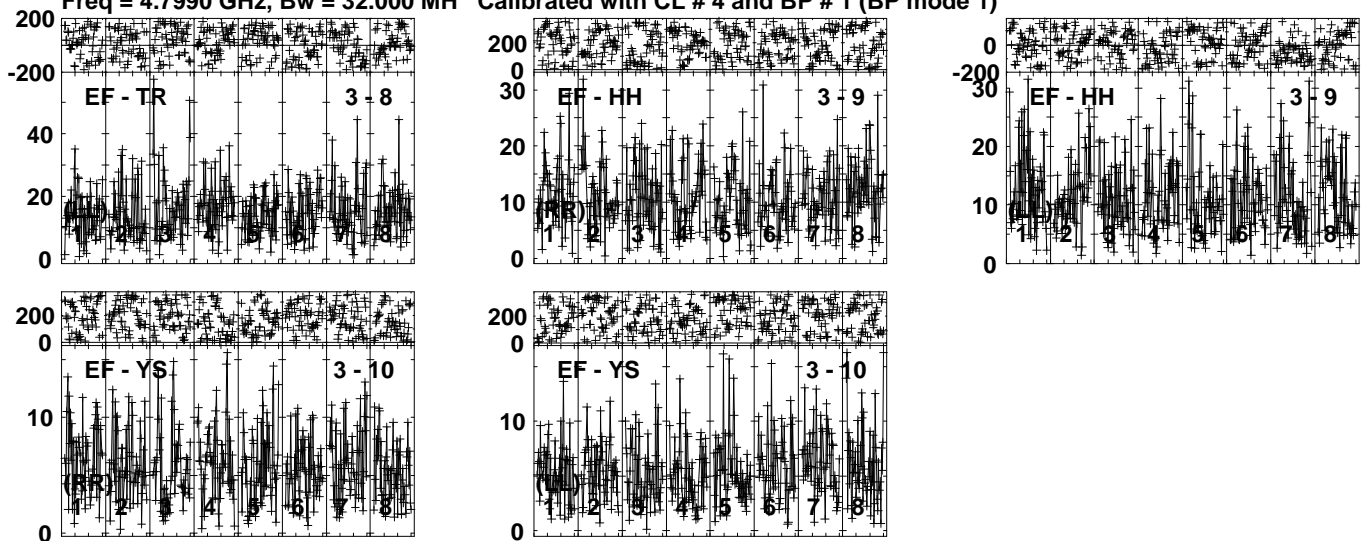 Freq = 4.7990 GHz, Bw = 32.000 MH Calibrated with CL # 4 and BP # 1 (BP mode 1)
200
-200
EF - TR 3 - 8
40
20
0
(LL)
1 2 3 4 5 6 7 8
200
0
EF - HH 3 - 9
30
20
10
0
(RR)
1 2 3 4 5 6 7 8
0
-200
EF - HH 3 - 9
30
20
10
0
(LL)
1 2 3 4 5 6 7 8
200
0
EF - YS 3 - 10
10
0
(RR)
1 2 3 4 5 6 7 8
200
0
EF - YS 3 - 10
10
0
(LL)
1 2 3 4 5 6 7 8